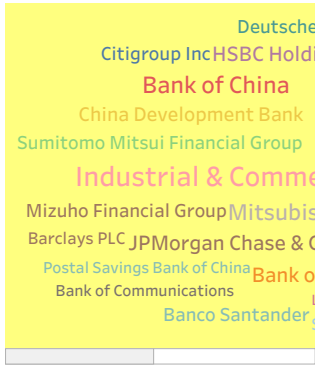 Deutsche
Citigroup Inc HSBC Holdi
Bank of China
China Development Bank
Sumitomo Mitsui Financial Group
Industrial & Comme
Mizuho Financial Group Mitsubis
Barclays PLC JPMorgan Chase & C
Postal Savings Bank of China Bank o
Bank of Communications
Banco Santander